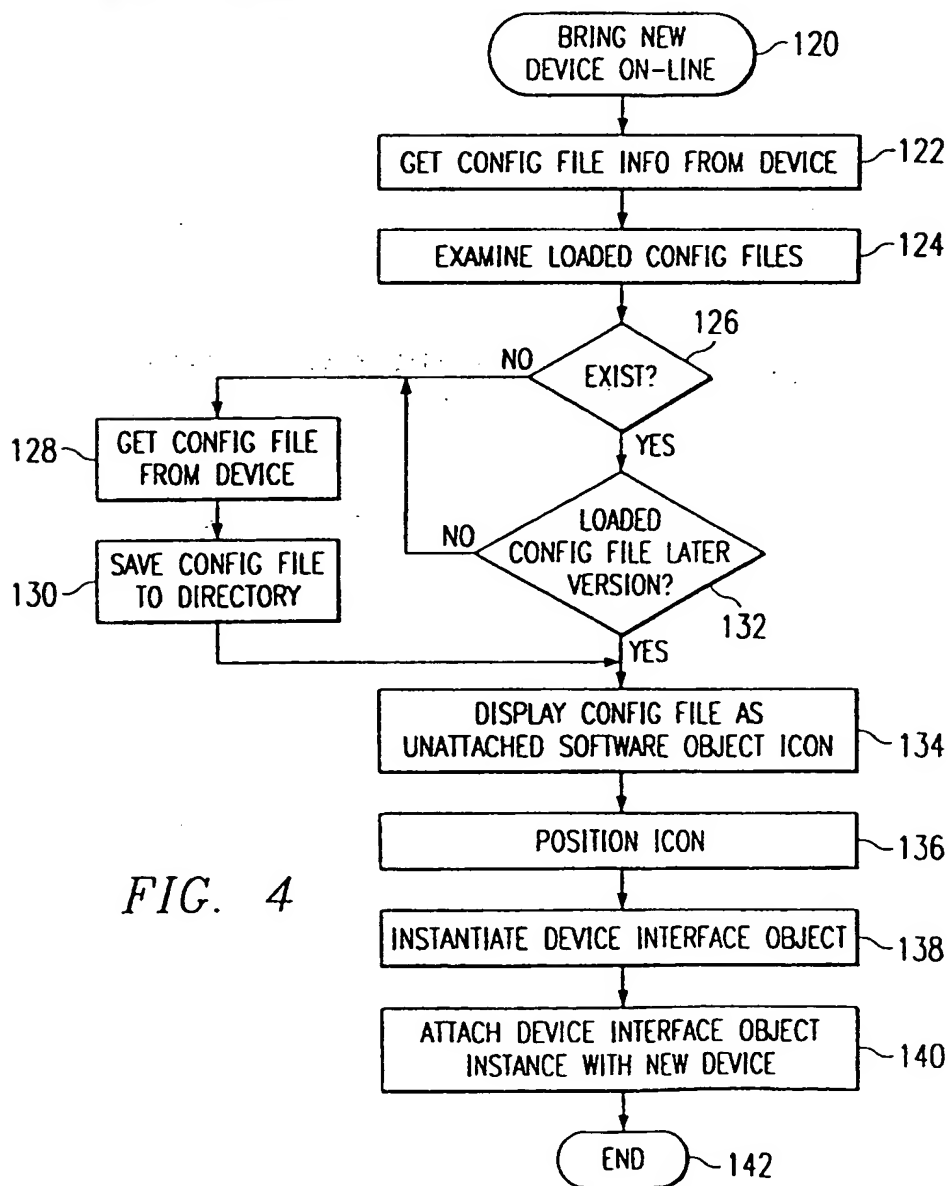 BRING NEW
DEVICE ON-LINE
120
GET CONFIG FILE INFO FROM DEVICE
122
EXAMINE LOADED CONFIG FILES
124
126
EXIST?
NO
YES
128
GET CONFIG FILE
FROM DEVICE
LOADED
CONFIG FILE LATER
VERSION?
NO
132
YES
130
SAVE CONFIG FILE
TO DIRECTORY
DISPLAY CONFIG FILE AS
UNATTACHED SOFTWARE OBJECT ICON
134
POSITION ICON
136
FIG. 4
INSTANTIATE DEVICE INTERFACE OBJECT
138
ATTACH DEVICE INTERFACE OBJECT
INSTANCE WITH NEW DEVICE
140
END
142